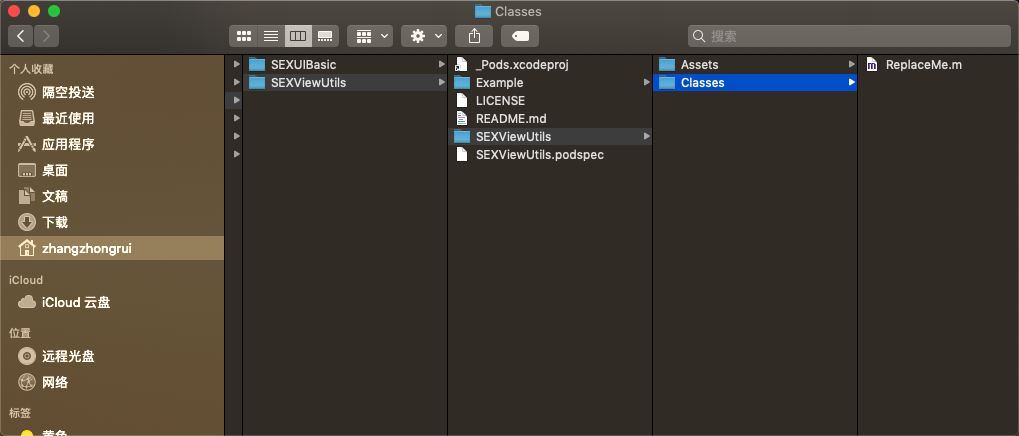 Classes
搜索
个人收藏
隔空投送
最近使用
应用程序
桌面
文稿
下载
zhangzhongrui
iCloud
iCloud 云盘
位置
远程光盘
网络
标签
黄色
SEXUIBasic
SEXViewUtils
_Pods.xcodeproj
Example
LICENSE
README.md
SEXViewUtils
SEXViewUtils.podspec
Assets
Classes
ReplaceMe.m